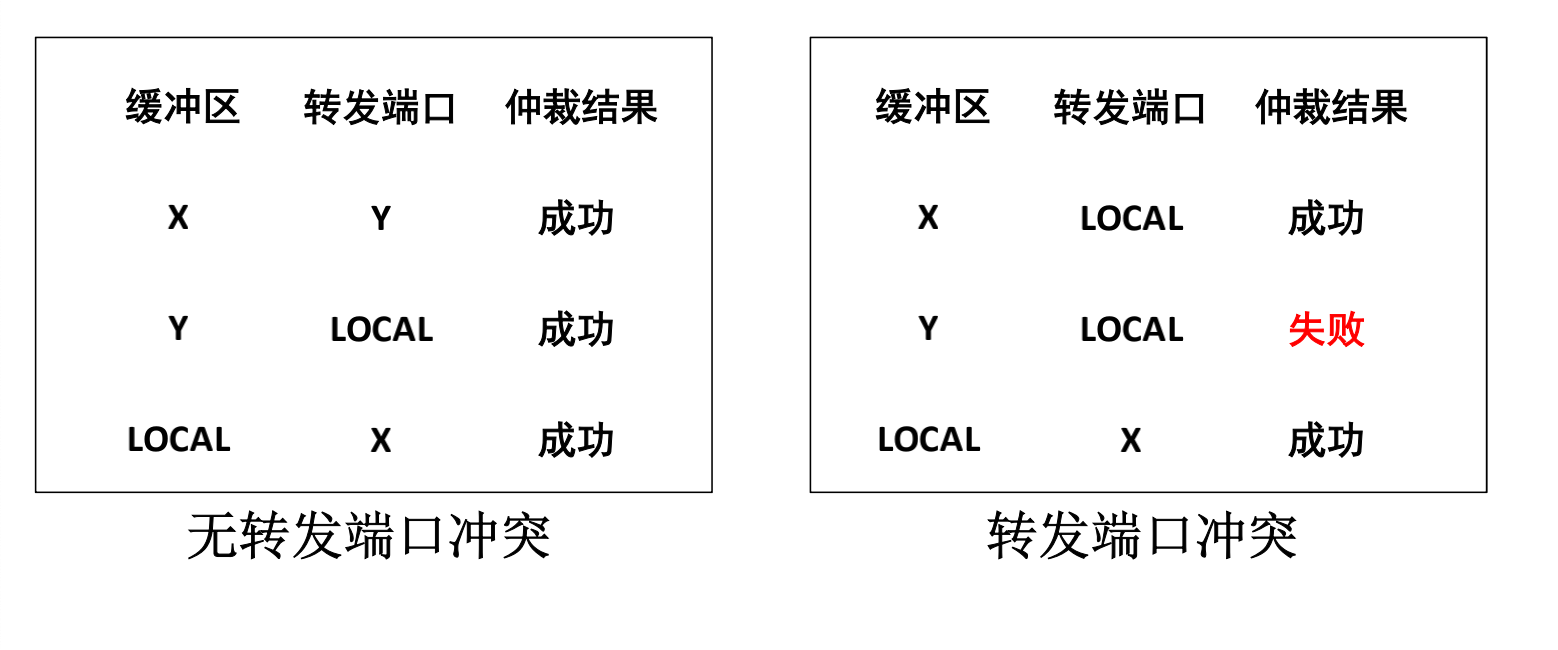 缓冲区 转发端口 仲裁结果
X Y 成功
Y LOCAL 成功
LOCAL X 成功
无转发端口冲突
缓冲区 转发端口 仲裁结果
X LOCAL 成功
Y LOCAL 失败
LOCAL X 成功
转发端口冲突